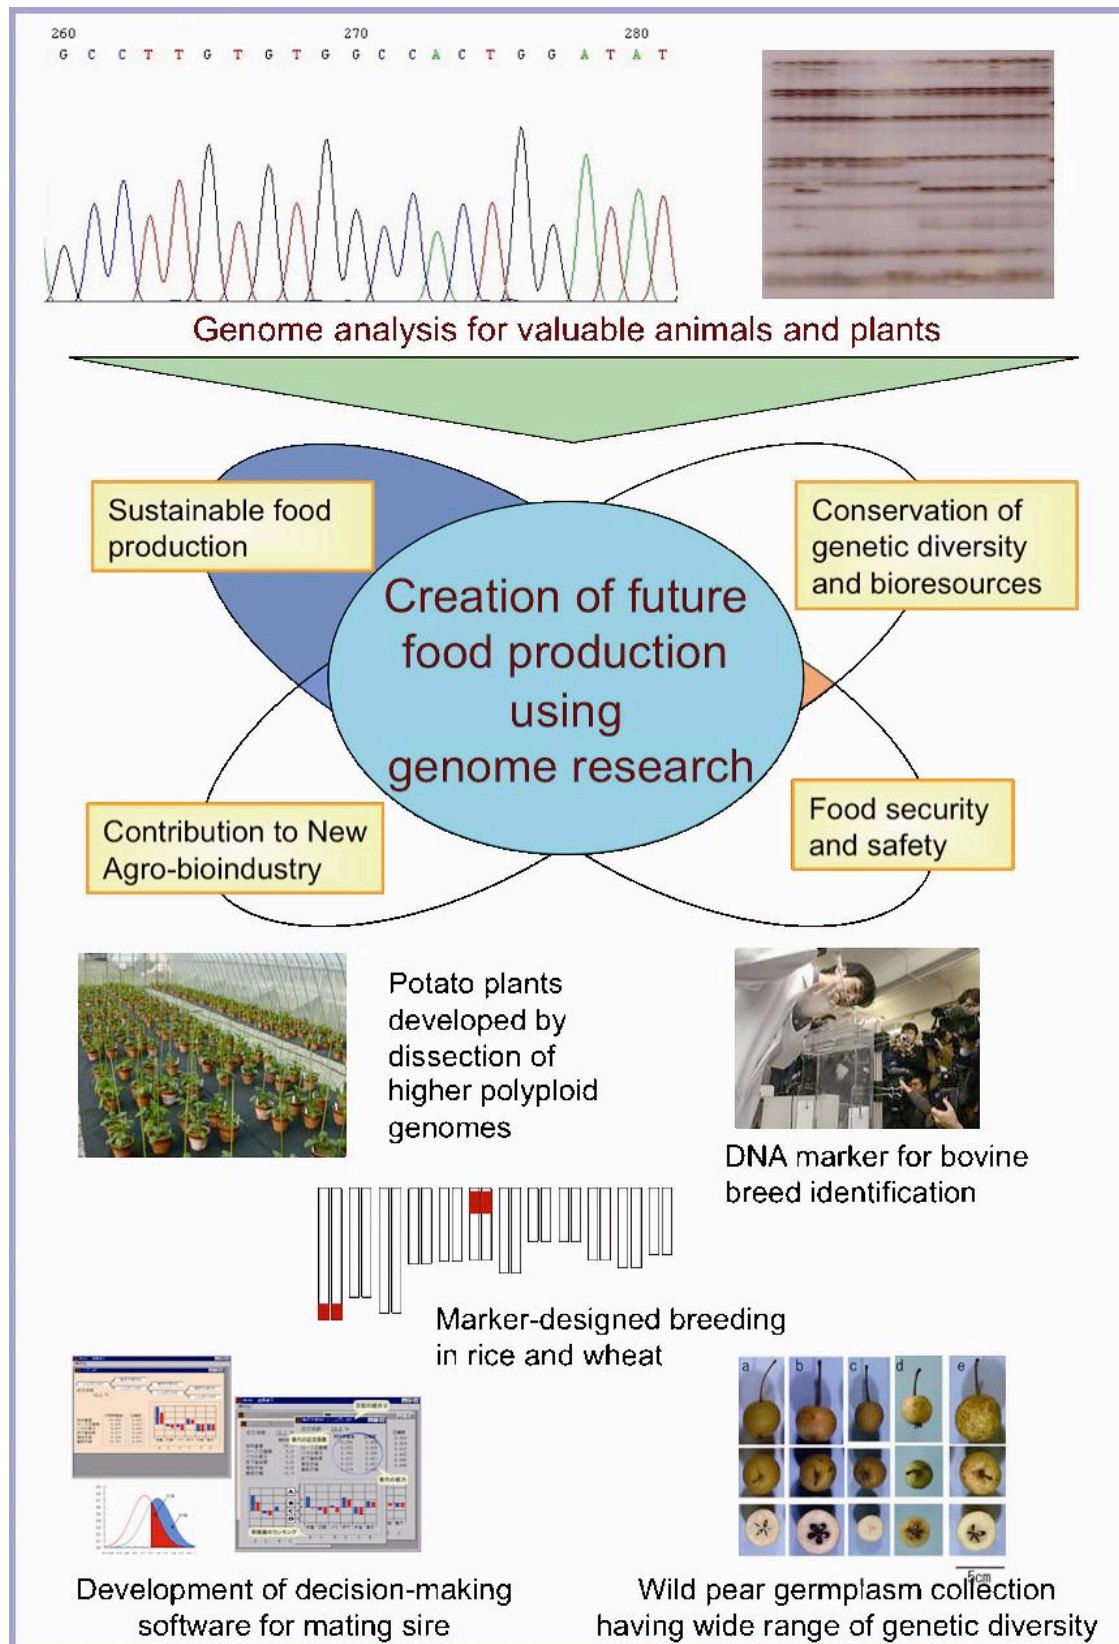 260 270 280
G C C T T G T G T G G C C A C T G G A T A T
Genome analysis for valuable animals and plants
Sustainable food
production
Conservation of
genetic diversity
and bioresources
Creation of future
food production
using
genome research
Contribution to New
Agro-bioindustry
Food security
and safety
Potato plants
developed by
dissection of
higher polyploid
genomes
DNA marker for bovine
breed identification
Marker-designed breeding
in rice and wheat
a b c d e
5cm
Development of decision-making
software for mating sire
Wild pear germplasm collection
having wide range of genetic diversity